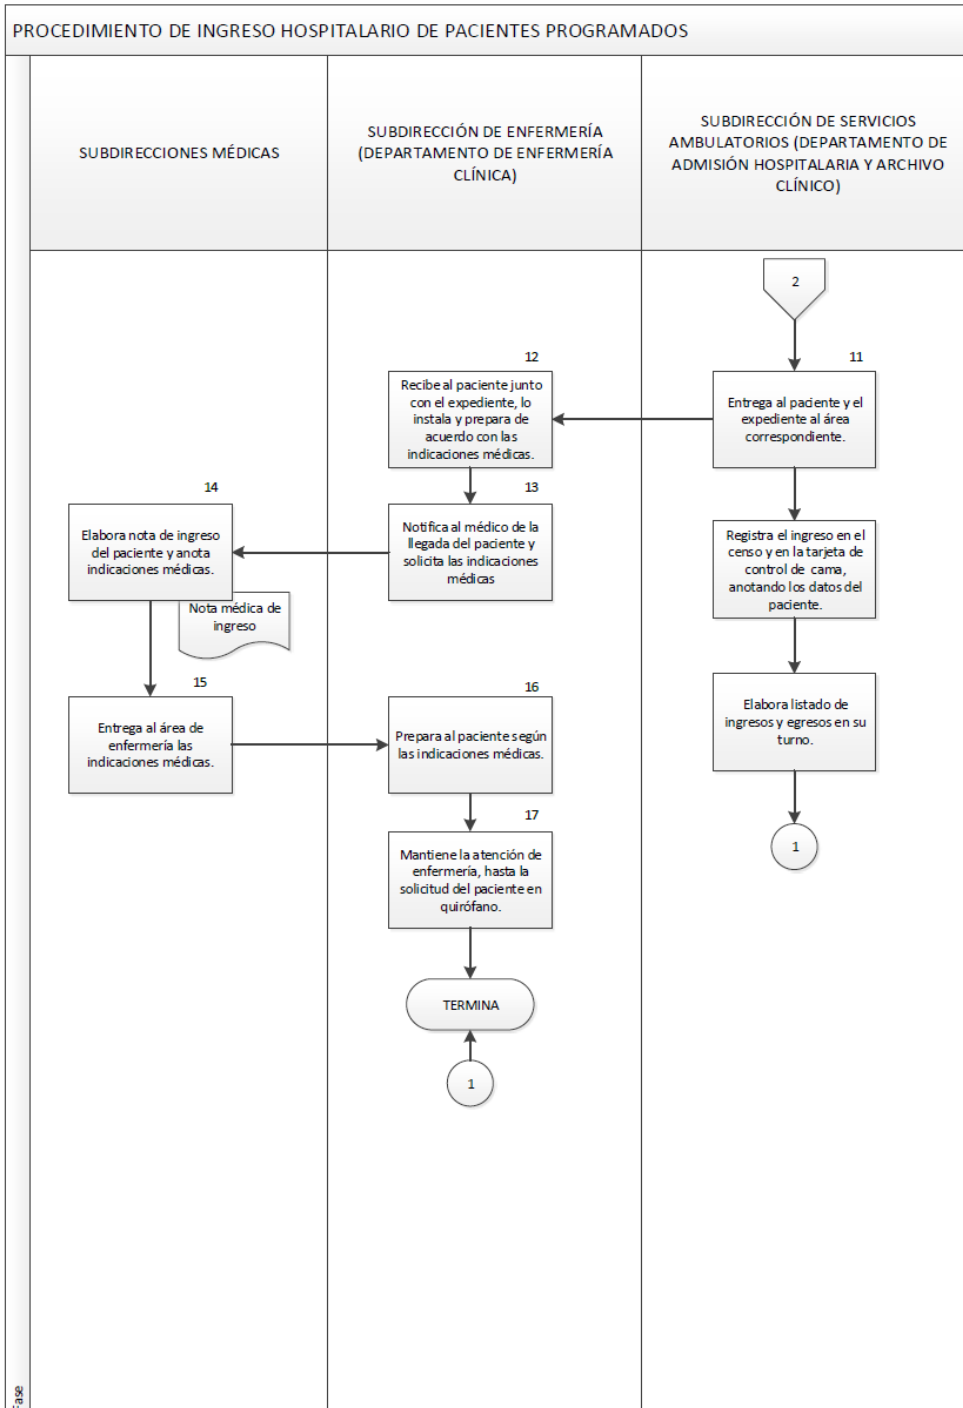 PROCEDIMIENTO DE INGRESO HOSPITALARIO DE PACIENTES PROGRAMADOS
SUBDIRECCIONES MÉDICAS
SUBDIRECCIÓN DE ENFERMERÍA
(DEPARTAMENTO DE ENFERMERÍA
CLÍNICA)
SUBDIRECCIÓN DE SERVICIOS
AMBULATORIOS (DEPARTAMENTO DE
ADMISIÓN HOSPITALARIA Y ARCHIVO
CLÍNICO)
2
11
Entrega al paciente y el
expediente al área
correspondiente.
12
Recibe al paciente junto
con el expediente, lo
instala y prepara de
acuerdo con las
indicaciones médicas.
13
Notifica al médico de la
llegada del paciente y
solicita las indicaciones
médicas
14
Elabora nota de ingreso
del paciente y anota
indicaciones médicas.
Nota médica de
ingreso
Registra el ingreso en el
censo y en la tarjeta de
control de cama,
anotando los datos del
paciente.
15
Entrega al área de
enfermería las
indicaciones médicas.
16
Prepara al paciente según
las indicaciones médicas.
Elabora listado de
ingresos y egresos en su
turno.
1
17
Mantiene la atención de
enfermería, hasta la
solicitud del paciente en
quirófano.
TERMINA
1
Fase